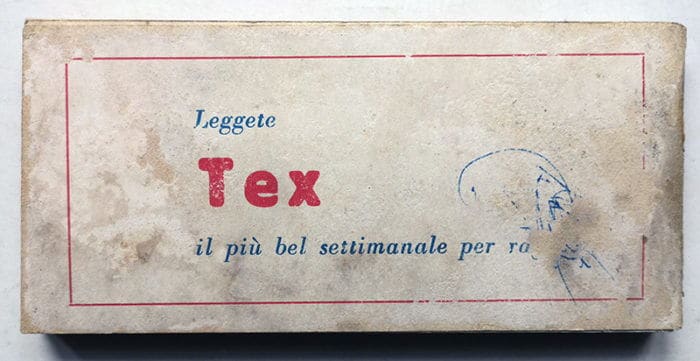 Leggete
Tex
il più bel settimanale per